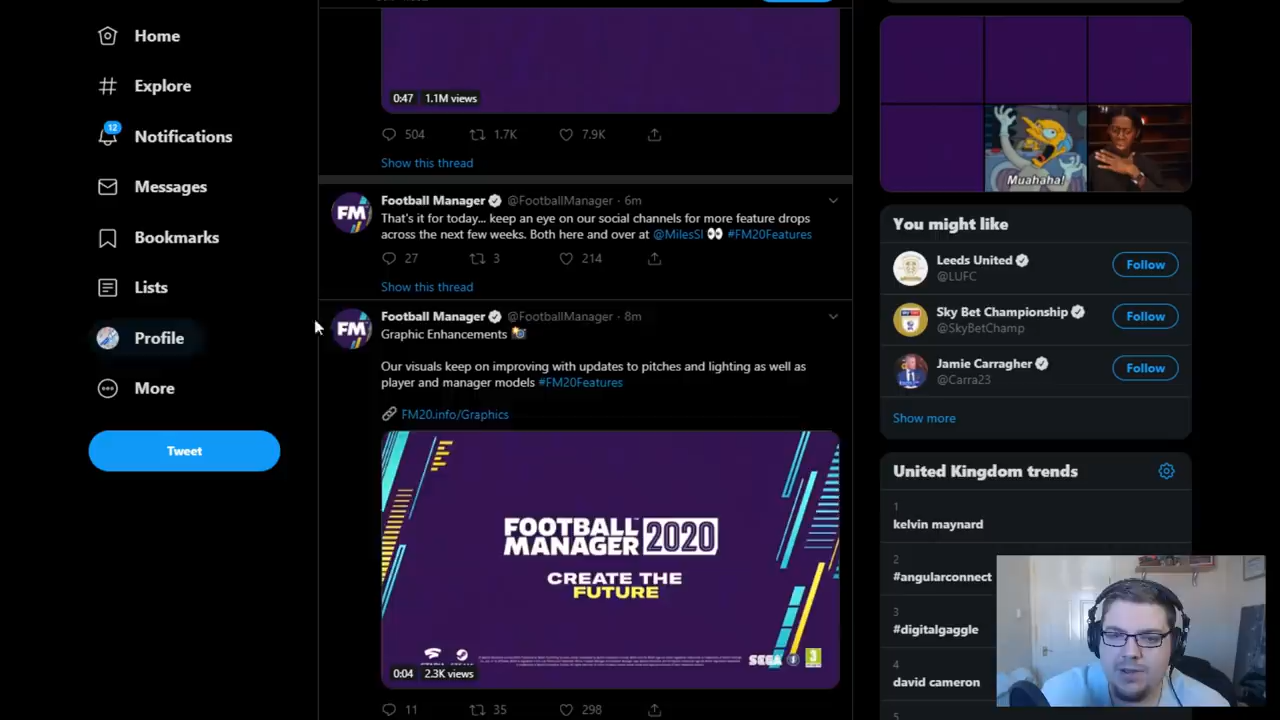 Home
Explore
12
Notifications
Messages
Bookmarks
Lists
Profile
More
Tweet
0:47 1.1M views
504 1.7K 7.9K
Show this thread
FM
Football Manager @FootballManager · 6m
That's it for today... keep an eye on our social channels for more feature drops
across the next few weeks. Both here and over at @MilesSI 👀 #FM20Features
27 3 214
Show this thread
FM
Football Manager @FootballManager · 8m
Graphic Enhancements 📸
Our visuals keep on improving with updates to pitches and lighting as well as
player and manager models #FM20Features
🔗 FM20.info/Graphics
FOOTBALL
MANAGER 2020
CREATE THE
FUTURE
STEAM
SEGA 3
0:04 2.3K views
11 35 298
Muahaha!
You might like
Leeds United
@LUFC
Follow
Sky Bet Championship
@SkyBetChamp
Follow
Jamie Carragher
@Carra23
Follow
Show more
United Kingdom trends
1
kelvin maynard
2
#angularconnect
3
#digitalgaggle
4
david cameron
5